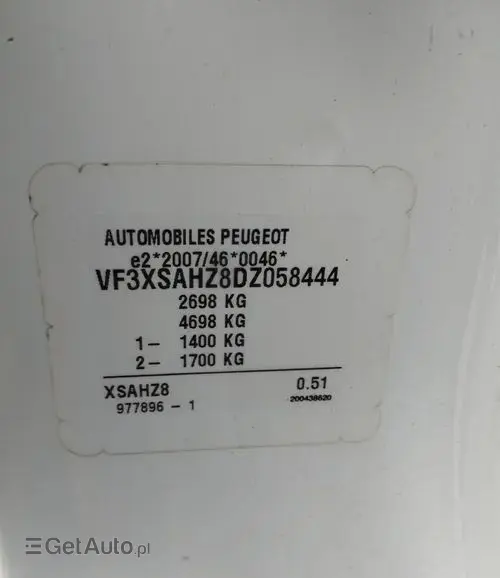 AUTOMOBILES PEUGEOT
e2*2007/46*0046*
VF3XSAHZ8DZ058444
2698 KG
4698 KG
1- 1400 KG
2- 1700 KG
XSAHZ8 0.51
977896 - 1 200438620
GetAuto.pl